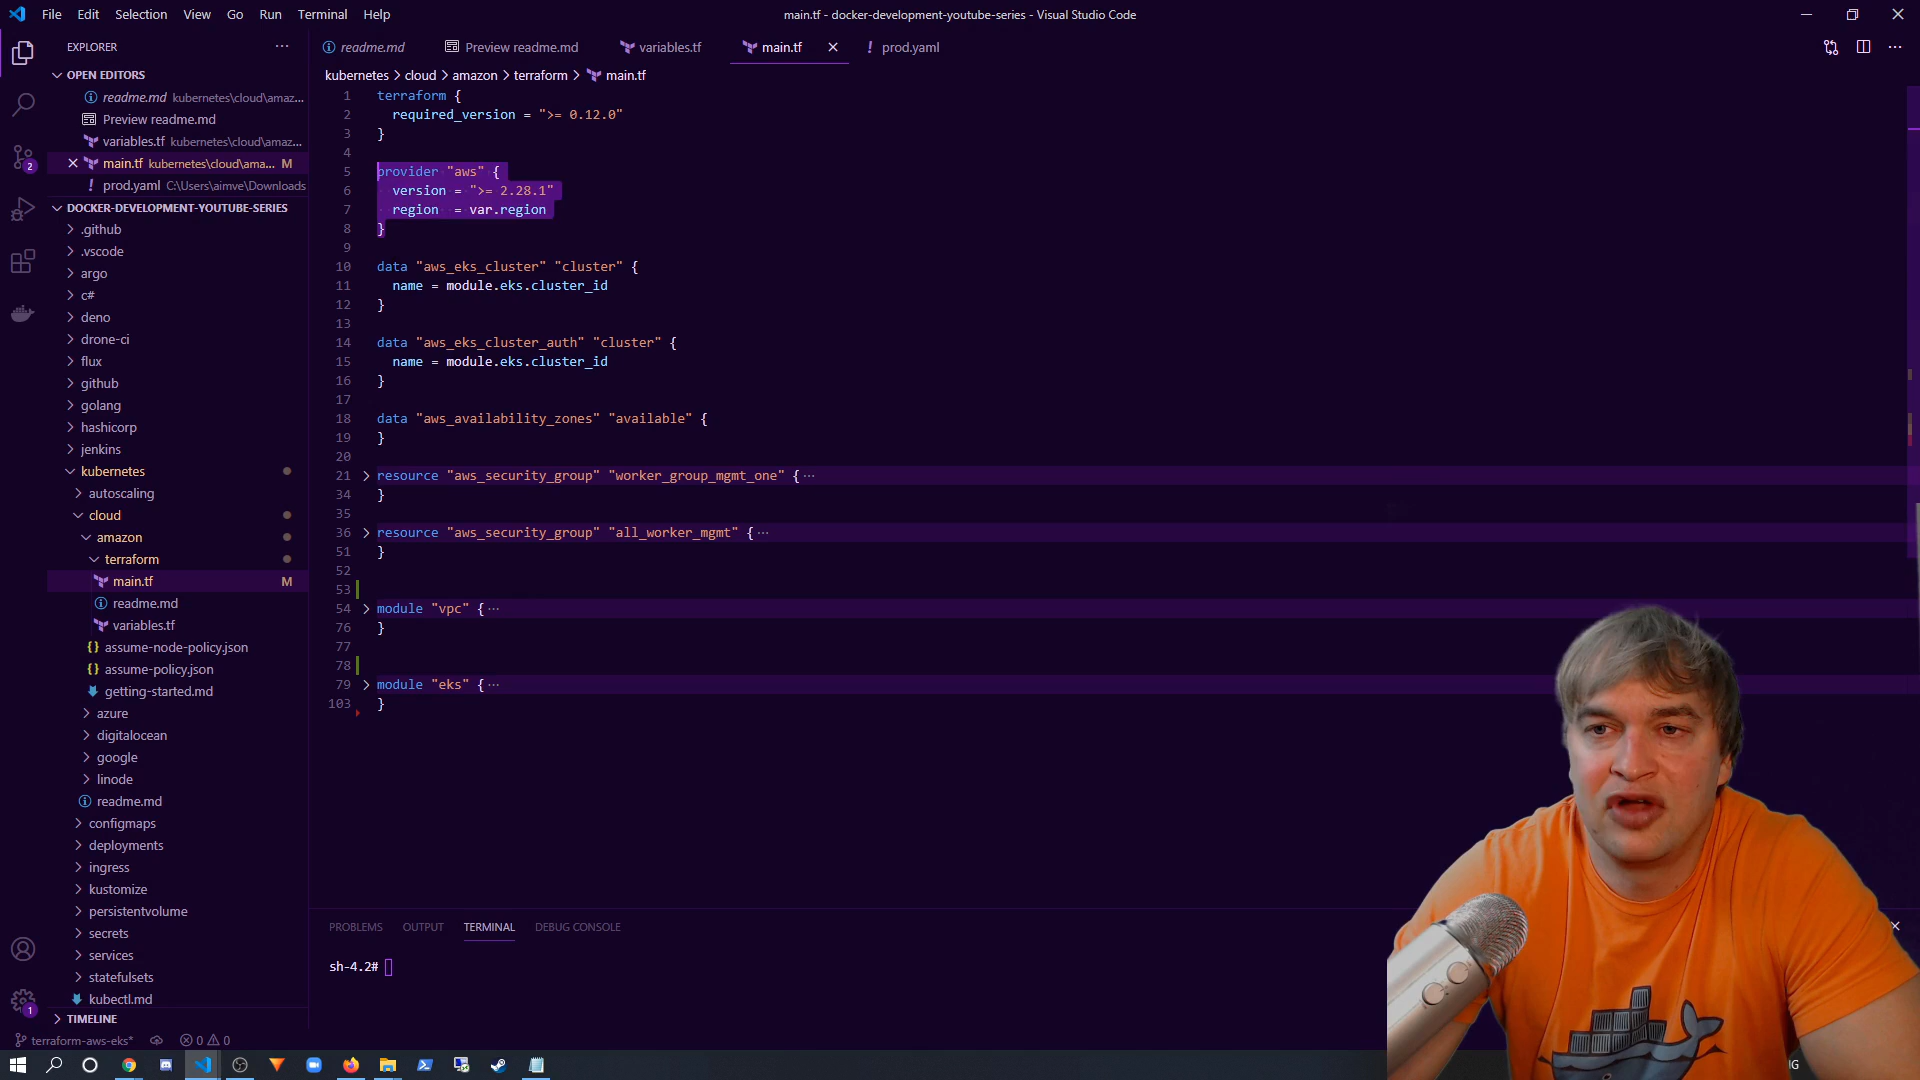 File Edit Selection View Go Run Terminal Help
main.tf - docker-development-youtube-series - Visual Studio Code
EXPLORER
OPEN EDITORS
readme.md kubernetes\cloud\amaz...
Preview readme.md
variables.tf kubernetes\cloud\amaz...
main.tf kubernetes\cloud\ama... M
prod.yaml C:\Users\aimve\Downloads
DOCKER-DEVELOPMENT-YOUTUBE-SERIES
.github
.vscode
argo
c#
deno
drone-ci
flux
github
golang
hashicorp
jenkins
kubernetes
autoscaling
cloud
amazon
terraform
main.tf M
readme.md
variables.tf
assume-node-policy.json
assume-policy.json
getting-started.md
azure
digitalocean
google
linode
readme.md
configmaps
deployments
ingress
kustomize
persistentvolume
secrets
services
statefulsets
kubectl.md
TIMELINE
2
1
readme.md Preview readme.md variables.tf main.tf prod.yaml
kubernetes > cloud > amazon > terraform > main.tf
1 terraform {
2 required_version = ">= 0.12.0"
3 }
4
5 provider "aws" {
6 version = ">= 2.28.1"
7 region = var.region
8 }
9
10 data "aws_eks_cluster" "cluster" {
11 name = module.eks.cluster_id
12 }
13
14 data "aws_eks_cluster_auth" "cluster" {
15 name = module.eks.cluster_id
16 }
17
18 data "aws_availability_zones" "available" {
19 }
20
21 resource "aws_security_group" "worker_group_mgmt_one" {...
34 }
35
36 resource "aws_security_group" "all_worker_mgmt" {...
51 }
52
53
54 module "vpc" {...
76 }
77
78
79 module "eks" {...
103 }
PROBLEMS OUTPUT TERMINAL DEBUG CONSOLE
sh-4.2#
terraform-aws-eks* 0 0